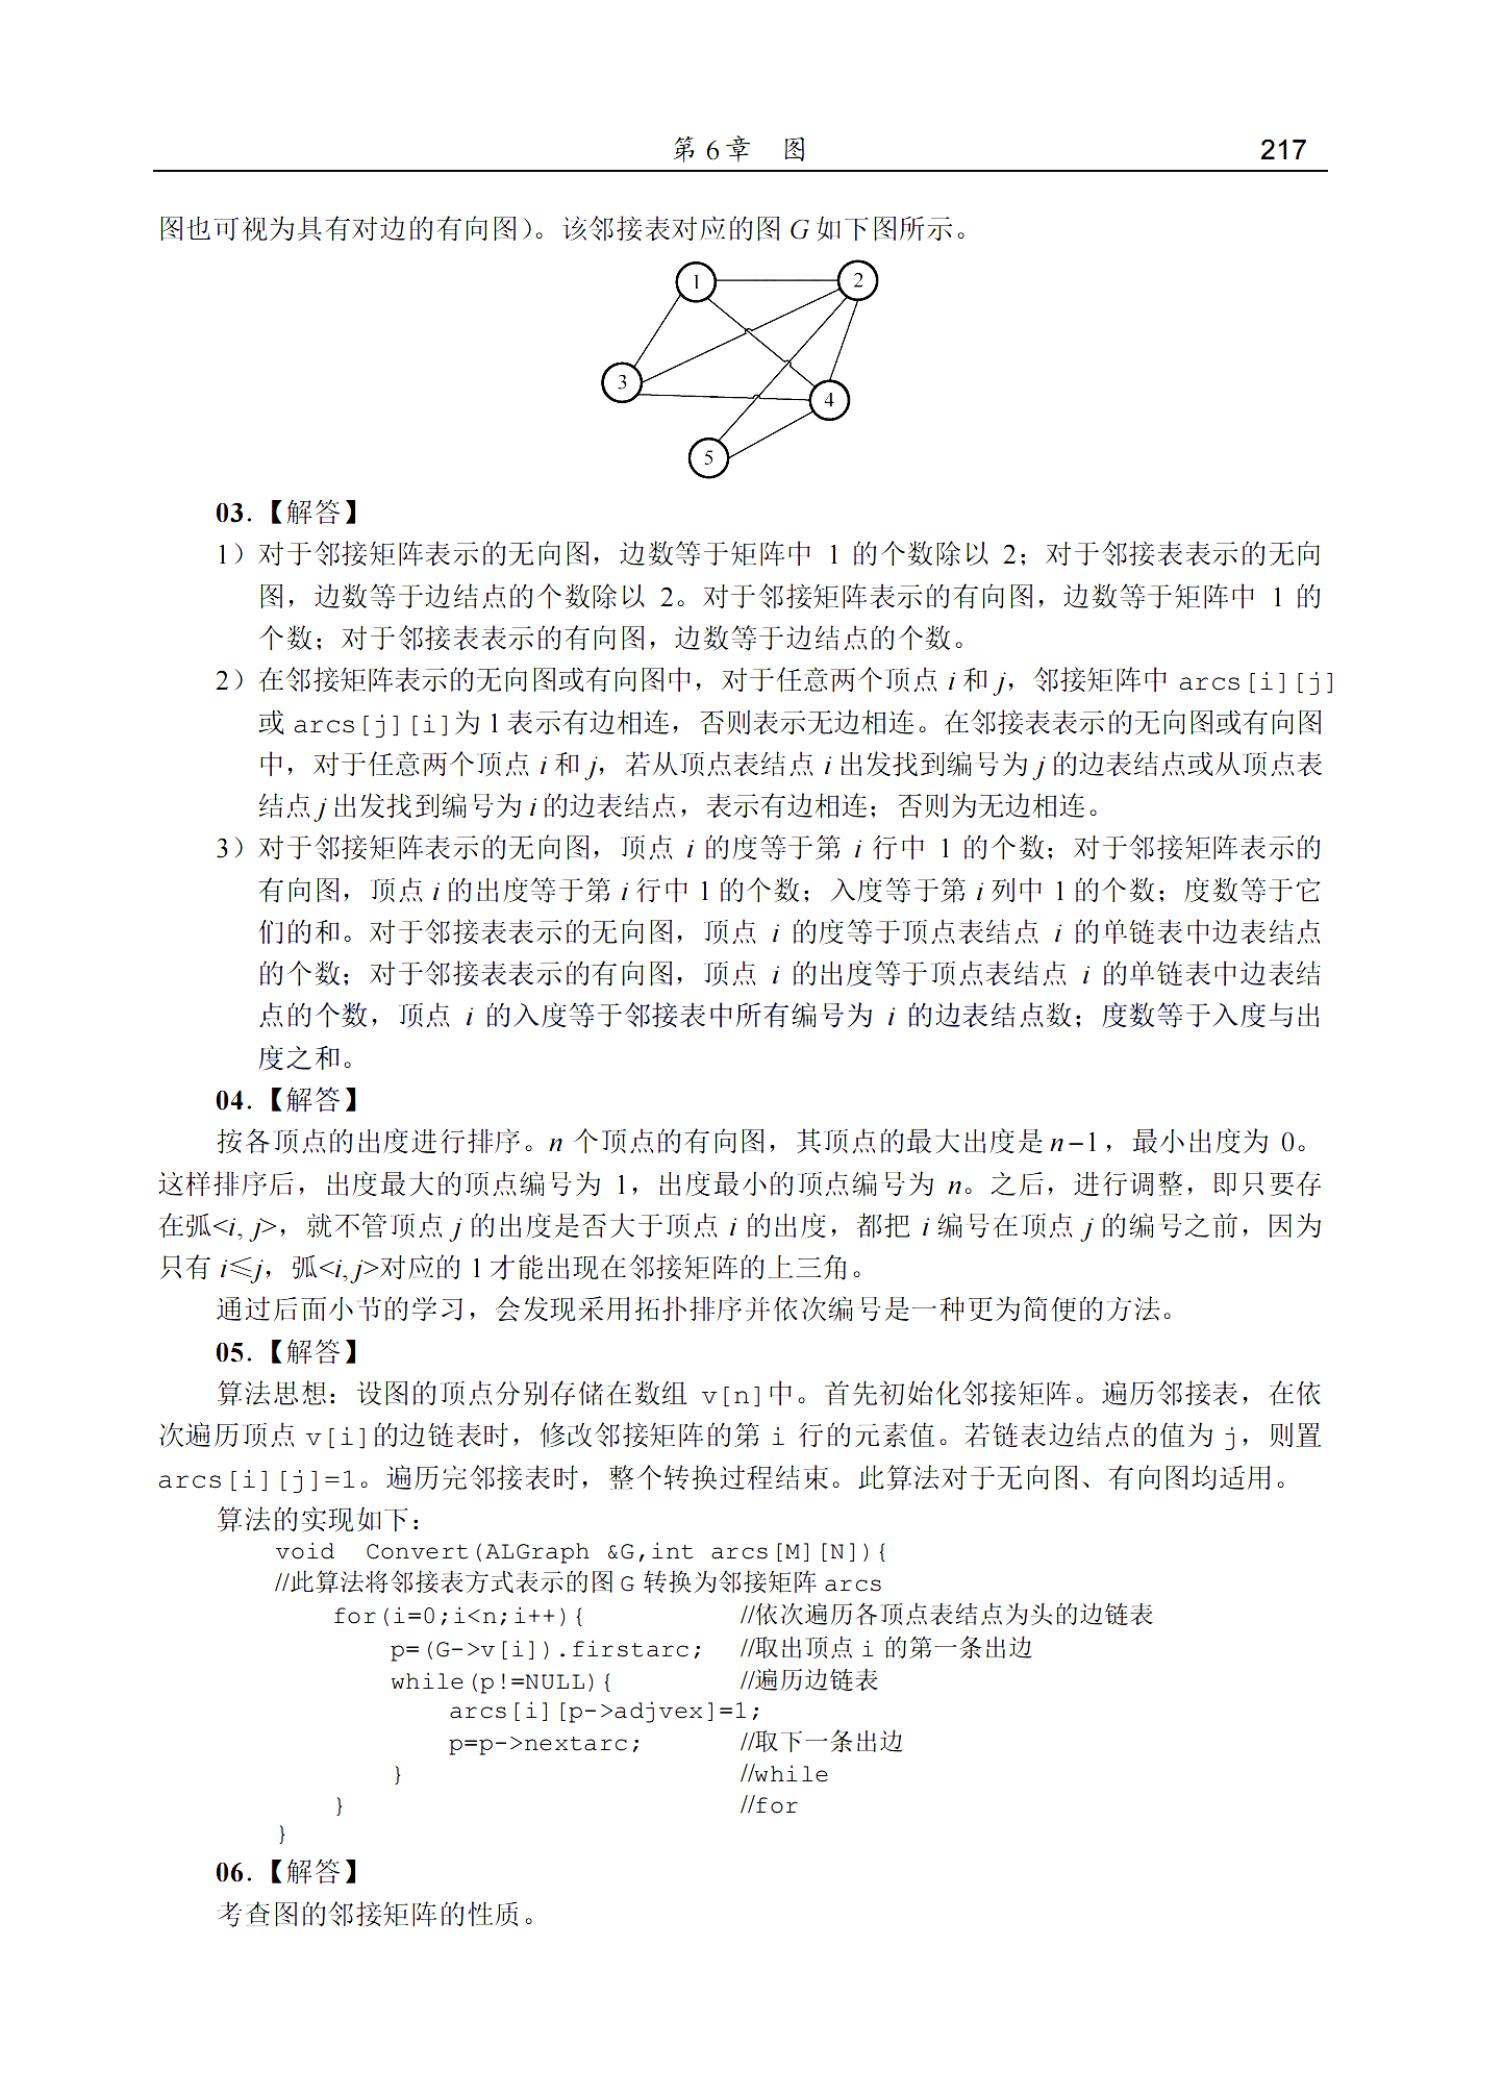 第 6 章 图 217
图也可视为具有对边的有向图）。该邻接表对应的图 G 如下图所示。
1 2
3
4
5
03.【解答】
1）对于邻接矩阵表示的无向图，边数等于矩阵中 1 的个数除以 2；对于邻接表表示的无向
图，边数等于边结点的个数除以 2。对于邻接矩阵表示的有向图，边数等于矩阵中 1 的
个数；对于邻接表表示的有向图，边数等于边结点的个数。
2）在邻接矩阵表示的无向图或有向图中，对于任意两个顶点 i 和 j，邻接矩阵中 arcs[i][j]
或 arcs[j][i]为 1 表示有边相连，否则表示无边相连。在邻接表表示的无向图或有向图
中，对于任意两个顶点 i 和 j，若从顶点表结点 i 出发找到编号为 j 的边表结点或从顶点表
结点 j 出发找到编号为 i 的边表结点，表示有边相连；否则为无边相连。
3）对于邻接矩阵表示的无向图，顶点 i 的度等于第 i 行中 1 的个数；对于邻接矩阵表示的
有向图，顶点 i 的出度等于第 i 行中 1 的个数；入度等于第 i 列中 1 的个数；度数等于它
们的和。对于邻接表表示的无向图，顶点 i 的度等于顶点表结点 i 的单链表中边表结点
的个数；对于邻接表表示的有向图，顶点 i 的出度等于顶点表结点 i 的单链表中边表结
点的个数，顶点 i 的入度等于邻接表中所有编号为 i 的边表结点数；度数等于入度与出
度之和。
04.【解答】
按各顶点的出度进行排序。n 个顶点的有向图，其顶点的最大出度是 n−1，最小出度为 0。
这样排序后，出度最大的顶点编号为 1，出度最小的顶点编号为 n。之后，进行调整，即只要存
在弧<i, j>，就不管顶点 j 的出度是否大于顶点 i 的出度，都把 i 编号在顶点 j 的编号之前，因为
只有 i≤j，弧<i, j>对应的 1 才能出现在邻接矩阵的上三角。
通过后面小节的学习，会发现采用拓扑排序并依次编号是一种更为简便的方法。
05.【解答】
算法思想：设图的顶点分别存储在数组 v[n]中。首先初始化邻接矩阵。遍历邻接表，在依
次遍历顶点 v[i]的边链表时，修改邻接矩阵的第 i 行的元素值。若链表边结点的值为 j，则置
arcs[i][j]=1。遍历完邻接表时，整个转换过程结束。此算法对于无向图、有向图均适用。
算法的实现如下：
void  Convert(ALGraph &G,int arcs[M][N]){
//此算法将邻接表方式表示的图 G 转换为邻接矩阵 arcs
for(i=0;i<n;i++){ //依次遍历各顶点表结点为头的边链表
p=(G->v[i]).firstarc; //取出顶点 i 的第一条出边
while(p!=NULL){ //遍历边链表
arcs[i][p->adjvex]=1;
p=p->nextarc; //取下一条出边
} //while
} //for
}
06.【解答】
考查图的邻接矩阵的性质。